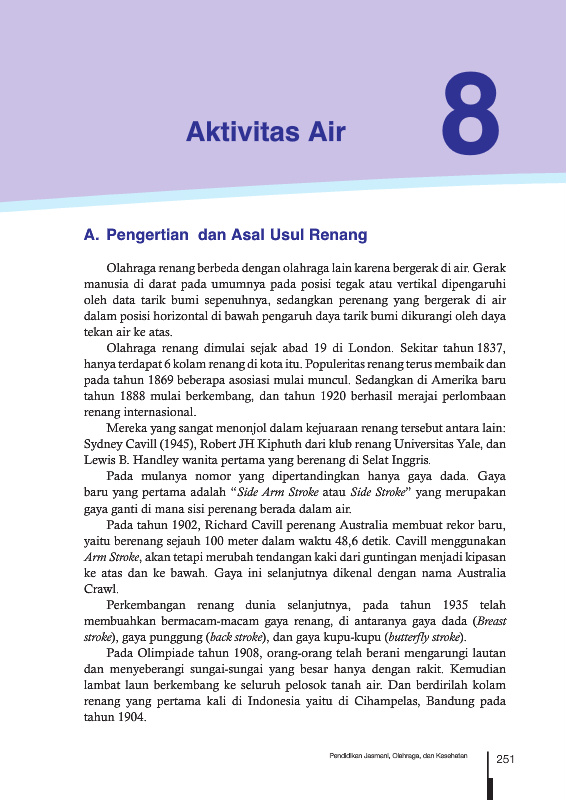 8
Aktivitas Air
A. Pengertian dan Asal Usul Renang
Olahraga renang berbeda dengan olahraga lain karena bergerak di air. Gerak
manusia di darat pada umumnya pada posisi tegak atau vertikal dipengaruhi
oleh data tarik bumi sepenuhnya, sedangkan perenang yang bergerak di air
dalam posisi horizontal di bawah pengaruh daya tarik bumi dikurangi oleh daya
tekan air ke atas.
Olahraga renang dimulai sejak abad 19 di London. Sekitar tahun 1837,
hanya terdapat 6 kolam renang di kota itu. Populeritas renang terus membaik dan
pada tahun 1869 beberapa asosiasi mulai muncul. Sedangkan di Amerika baru
tahun 1888 mulai berkembang, dan tahun 1920 berhasil merajai perlombaan
renang internasional.
Mereka yang sangat menonjol dalam kejuaraan renang tersebut antara lain:
Sydney Cavill (1945), Robert JH Kiphuth dari klub renang Universitas Yale, dan
Lewis B. Handley wanita pertama yang berenang di Selat Inggris.
Pada mulanya nomor yang dipertandingkan hanya gaya dada. Gaya
baru yang pertama adalah “Side Arm Stroke atau Side Stroke” yang merupakan
gaya ganti di mana sisi perenang berada dalam air.
Pada tahun 1902, Richard Cavill perenang Australia membuat rekor baru,
yaitu berenang sejauh 100 meter dalam waktu 48,6 detik. Cavill menggunakan
Arm Stroke, akan tetapi merubah tendangan kaki dari guntingan menjadi kipasan
ke atas dan ke bawah. Gaya ini selanjutnya dikenal dengan nama Australia
Crawl.
Perkembangan renang dunia selanjutnya, pada tahun 1935 telah
membuahkan bermacam-macam gaya renang, di antaranya gaya dada (Breast
stroke), gaya punggung (back stroke), dan gaya kupu-kupu (butterfly stroke).
Pada Olimpiade tahun 1908, orang-orang telah berani mengarungi lautan
dan menyeberangi sungai-sungai yang besar hanya dengan rakit. Kemudian
lambat laun berkembang ke seluruh pelosok tanah air. Dan berdirilah kolam
renang yang pertama kali di Indonesia yaitu di Cihampelas, Bandung pada
tahun 1904.
Pendidikan Jasmani, Olahraga, dan Kesehatan
251